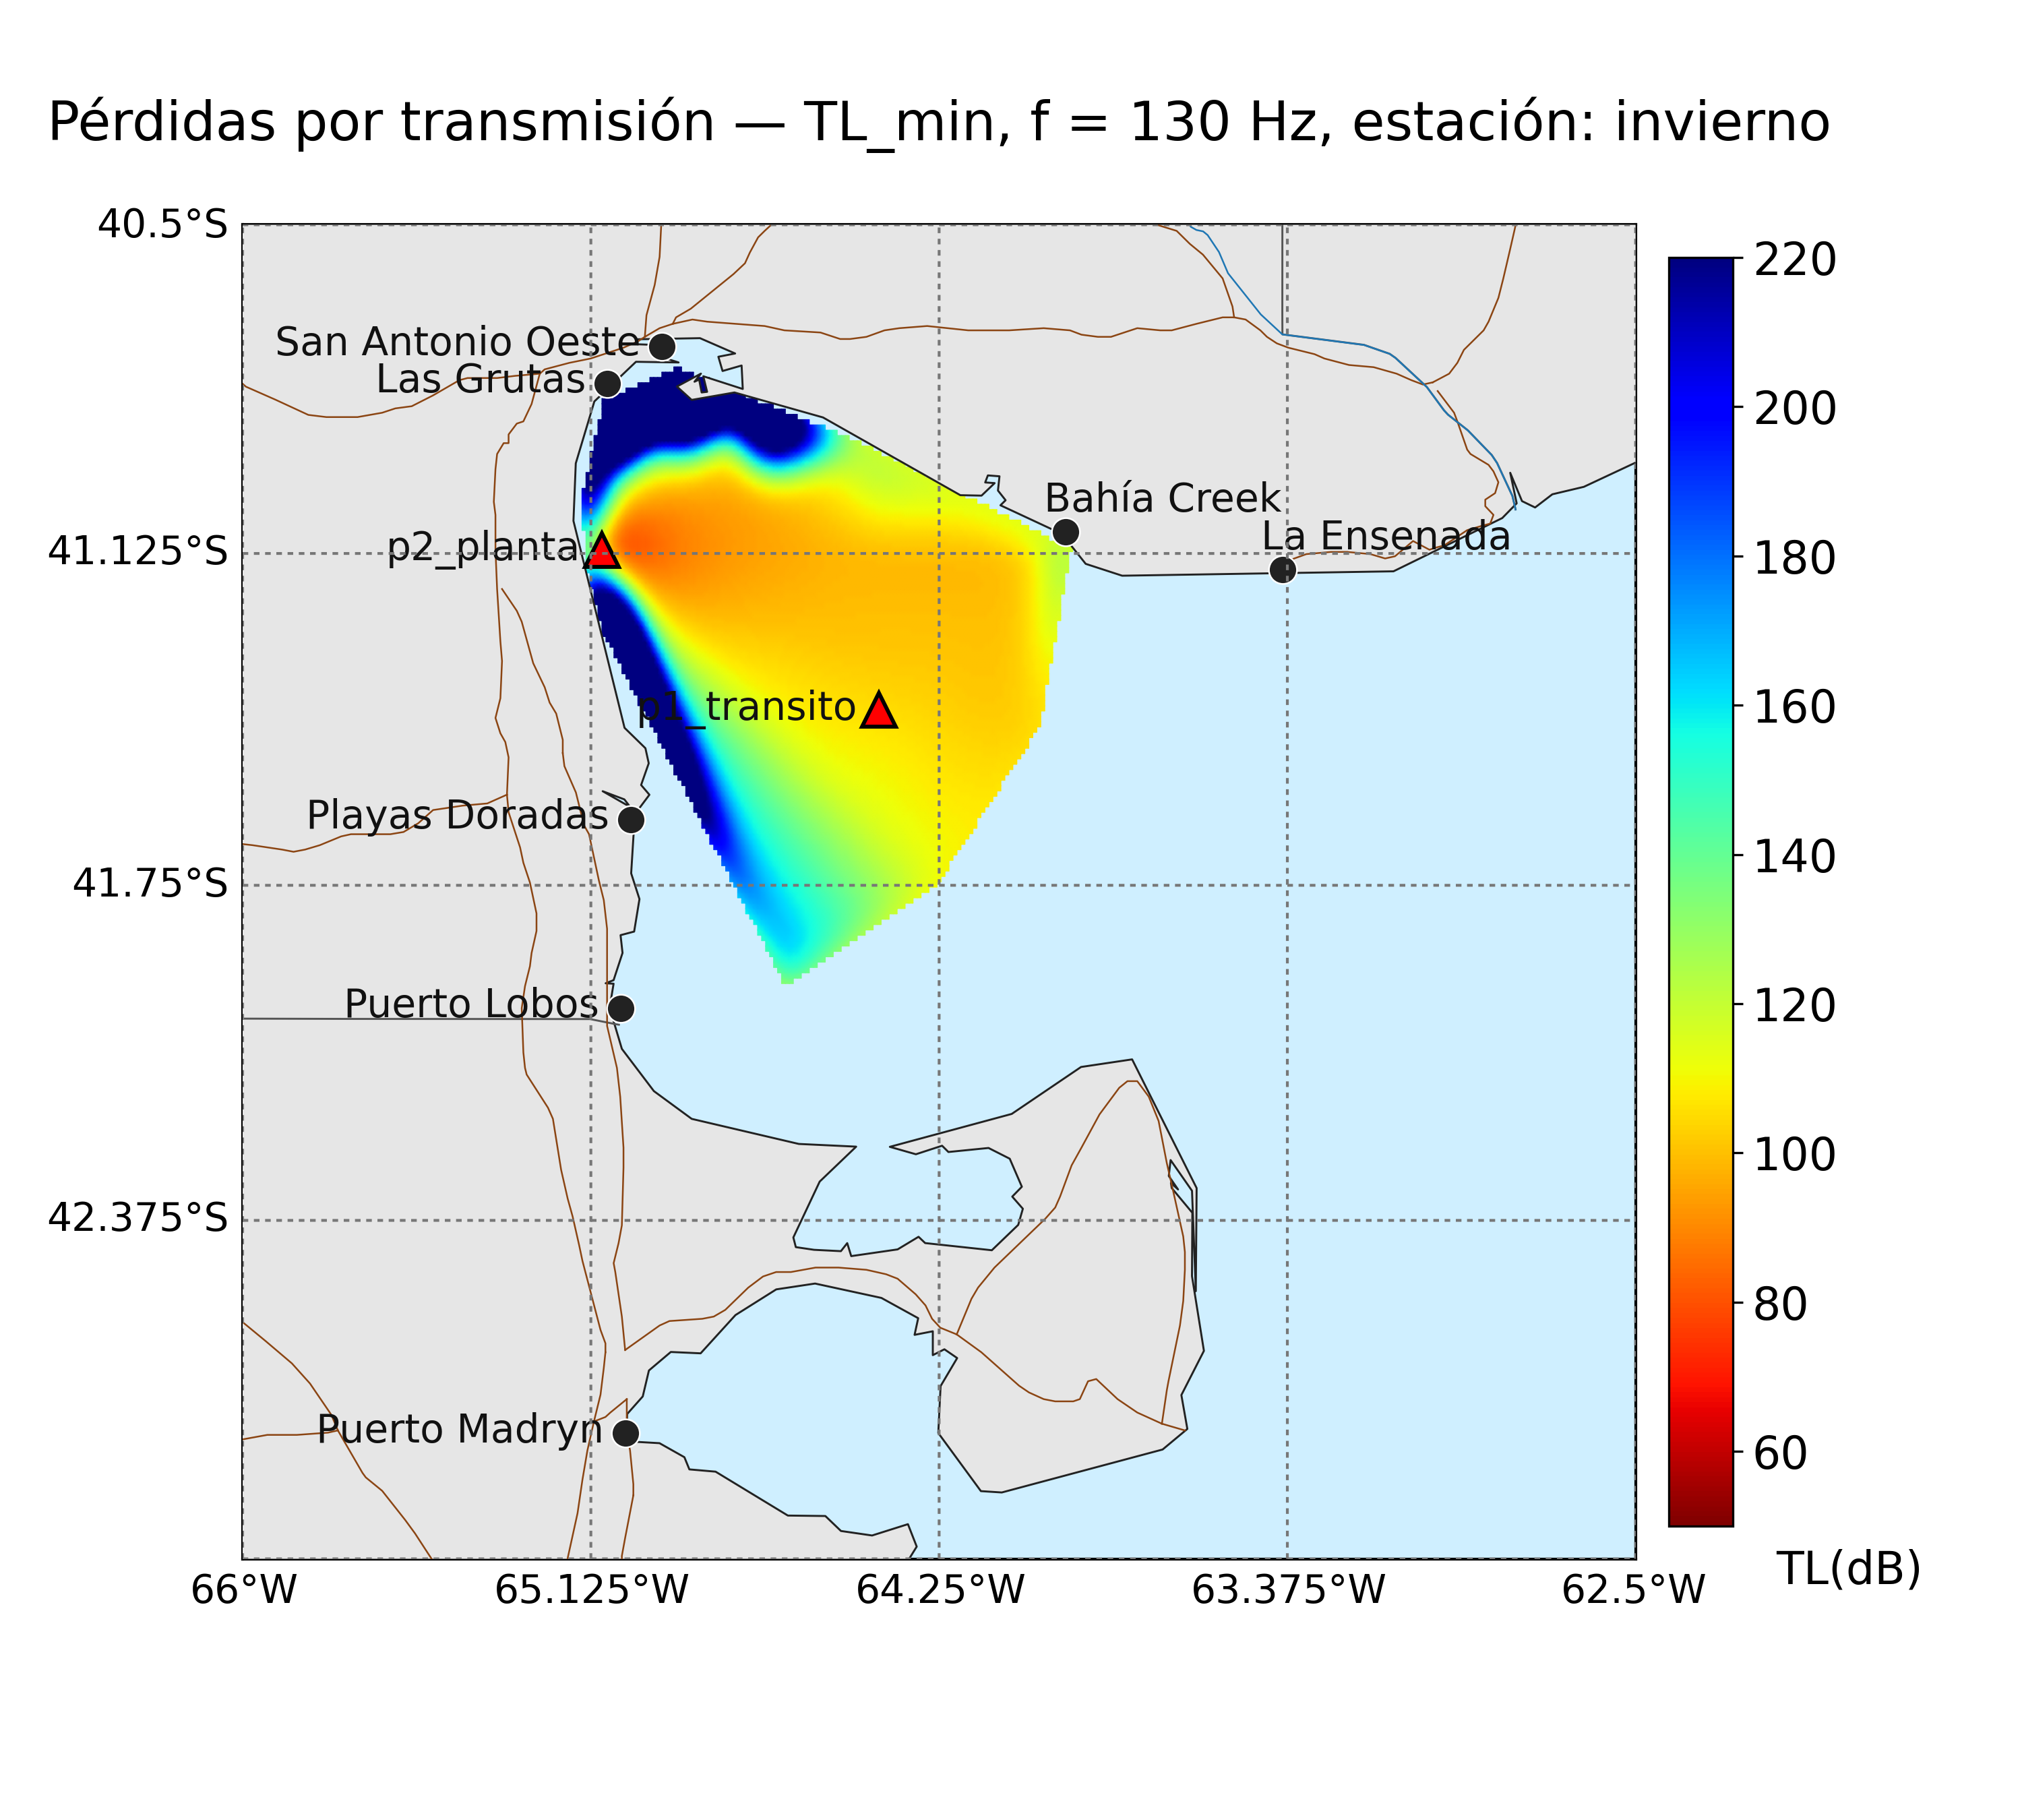 Pérdidas por transmisión — TL_min, f = 130 Hz, estación: invierno
40.5°S
220
San Antonio Oeste
Las Grutas
200
Bahía Creek
La Ensenada
p2_planta
41.125°S
180
p1_transito
160
Playas Doradas
140
41.75°S
Puerto Lobos
120
100
42.375°S
80
Puerto Madryn
60
TL(dB)
66°W
65.125°W
64.25°W
63.375°W
62.5°W